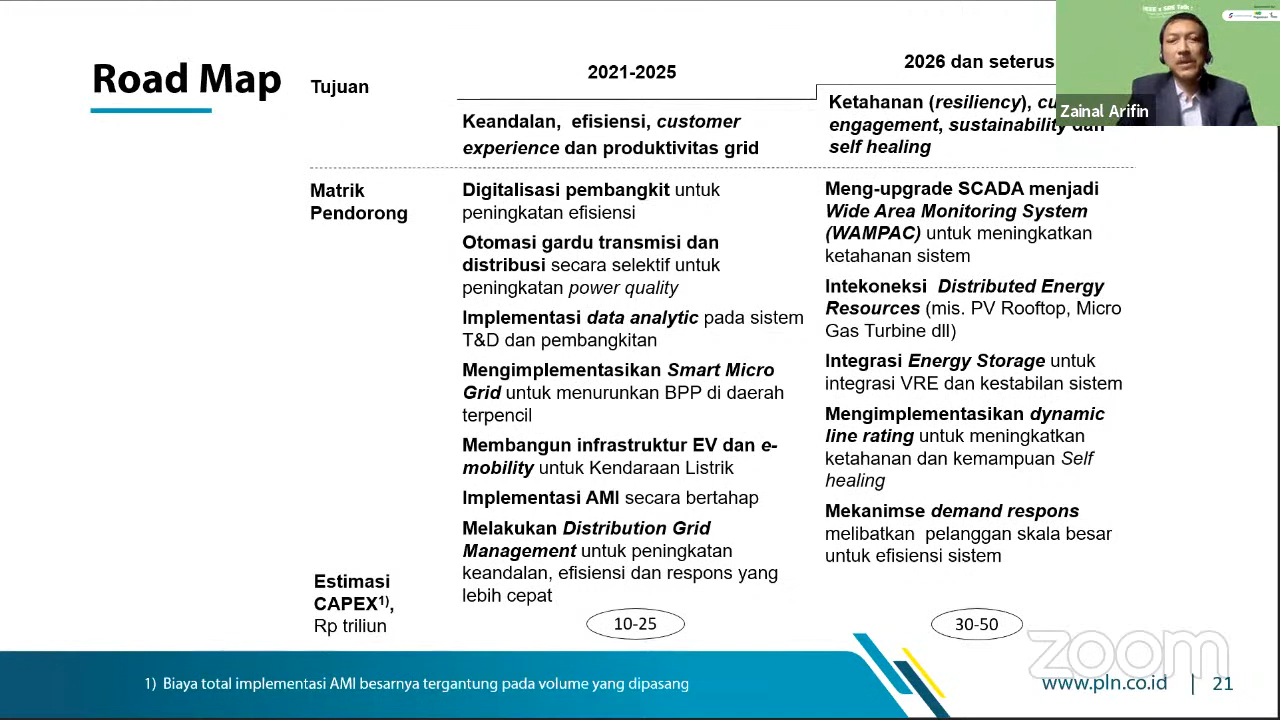 Road Map
Tujuan
2021-2025
2026 dan seterus
Keandalan, efisiensi, customer
experience dan produktivitas grid
Ketahanan (resiliency),
engagement, sustainability dan
self healing
Zainal Arifin
Matrik
Pendorong
Digitalisasi pembangkit untuk
peningkatan efisiensi
Otomasi gardu transmisi dan
distribusi secara selektif untuk
peningkatan power quality
Implementasi data analytic pada sistem
T&D dan pembangkitan
Mengimplementasikan Smart Micro
Grid untuk menurunkan BPP di daerah
terpencil
Membangun infrastruktur EV dan e-
mobility untuk Kendaraan Listrik
Implementasi AMI secara bertahap
Melakukan Distribution Grid
Management untuk peningkatan
keandalan, efisiensi dan respons yang
lebih cepat
Meng-upgrade SCADA menjadi
Wide Area Monitoring System
(WAMPAC) untuk meningkatkan
ketahanan sistem
Intekoneksi Distributed Energy
Resources (mis. PV Rooftop, Micro
Gas Turbine dll)
Integrasi Energy Storage untuk
integrasi VRE dan kestabilan sistem
Mengimplementasikan dynamic
line rating untuk meningkatkan
ketahanan dan kemampuan Self
healing
Mekanimse demand respons
melibatkan pelanggan skala besar
untuk efisiensi sistem
Estimasi
CAPEX1),
Rp triliun
10-25
30-50
zoom
1) Biaya total implementasi AMI besarnya tergantung pada volume yang dipasang
www.pln.co.id | 21